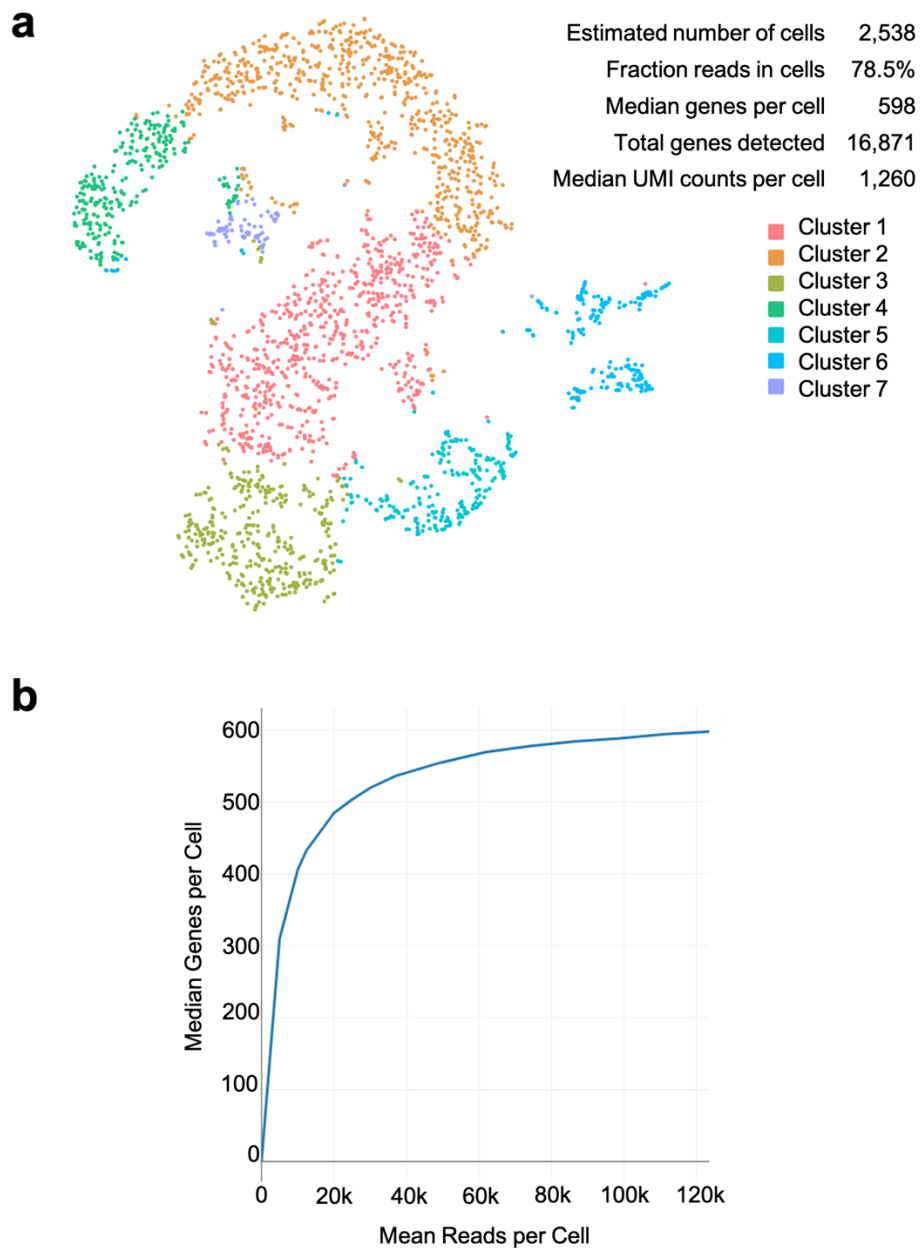 a
Estimated number of cells 2,538
Fraction reads in cells 78.5%
Median genes per cell 598
Total genes detected 16,871
Median UMI counts per cell 1,260
Cluster 1
Cluster 2
Cluster 3
Cluster 4
Cluster 5
Cluster 6
Cluster 7
b
Median Genes per Cell
600
500
400
300
200
100
0
0 20k 40k 60k 80k 100k 120k
Mean Reads per Cell